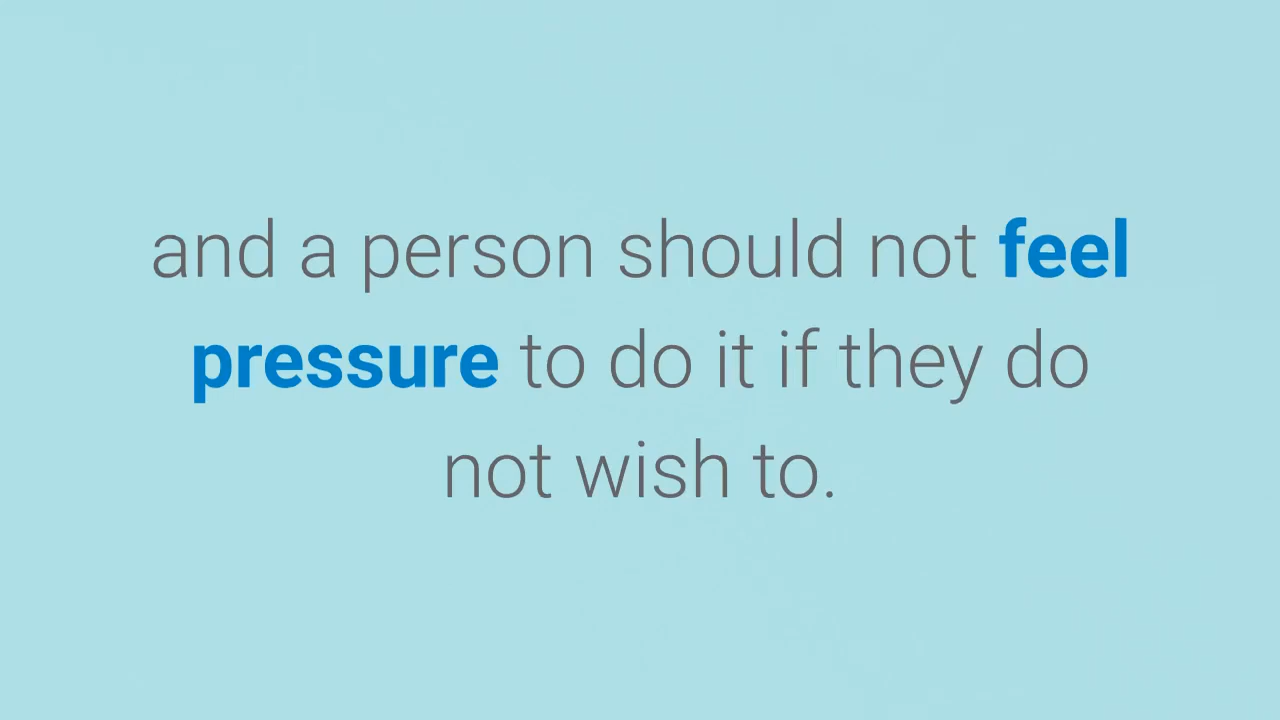 and a person should not feel
pressure to do it if they do
not wish to.